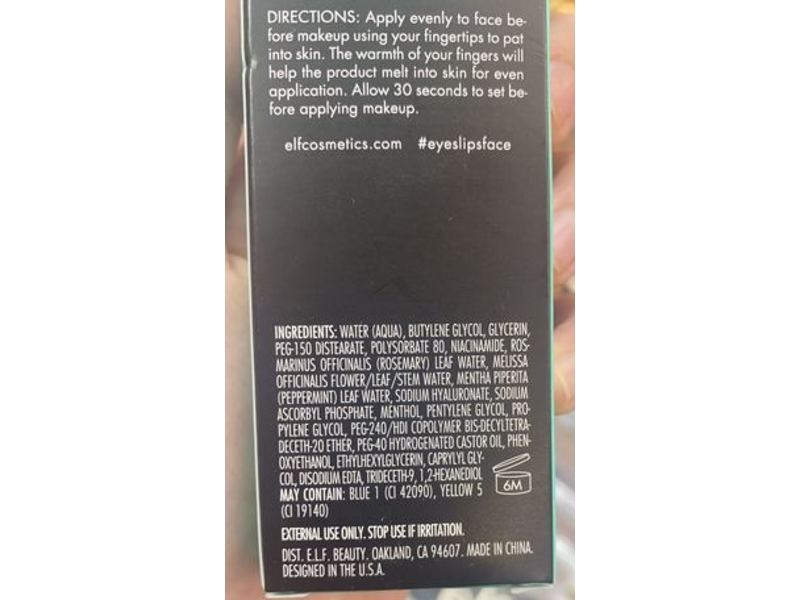 DIRECTIONS: Apply evenly to face be-
fore makeup using your fingertips to pat
into skin. The warmth of your fingers will
help the product melt into skin for even
application. Allow 30 seconds to set be-
fore applying makeup.
elfcosmetics.com #eyeslipsface
INGREDIENTS: WATER (AQUA), BUTYLENE GLYCOL, GLYCERIN,
PEG-150 DISTEARATE, POLYSORBATE 80, NIACINAMIDE, ROS-
MARINUS OFFICINALIS (ROSEMARY) LEAF WATER, MELISSA
OFFICINALIS FLOWER/LEAF/STEM WATER, MENTHA PIPERITA
(PEPPERMINT) LEAF WATER, SODIUM HYALURONATE, SODIUM
ASCORBYL PHOSPHATE, MENTHOL, PENTYLENE GLYCOL, PRO-
PYLENE GLYCOL, PEG-240/HDI COPOLYMER BIS-DECYLTETRA-
DECETH-20 ETHER, PEG-40 HYDROGENATED CASTOR OIL, PHEN-
OXYETHANOL, ETHYLHEXYLGLYCERIN, CAPRYLYL GLY-
COL, DISODIUM EDTA, TRIDECETH-9, 1,2-HEXANEDIOL
MAY CONTAIN: BLUE 1 (CI 42090), YELLOW 5
(CI 19140)
6M
EXTERNAL USE ONLY. STOP USE IF IRRITATION.
DIST. E.L.F. BEAUTY. OAKLAND, CA 94607. MADE IN CHINA.
DESIGNED IN THE U.S.A.